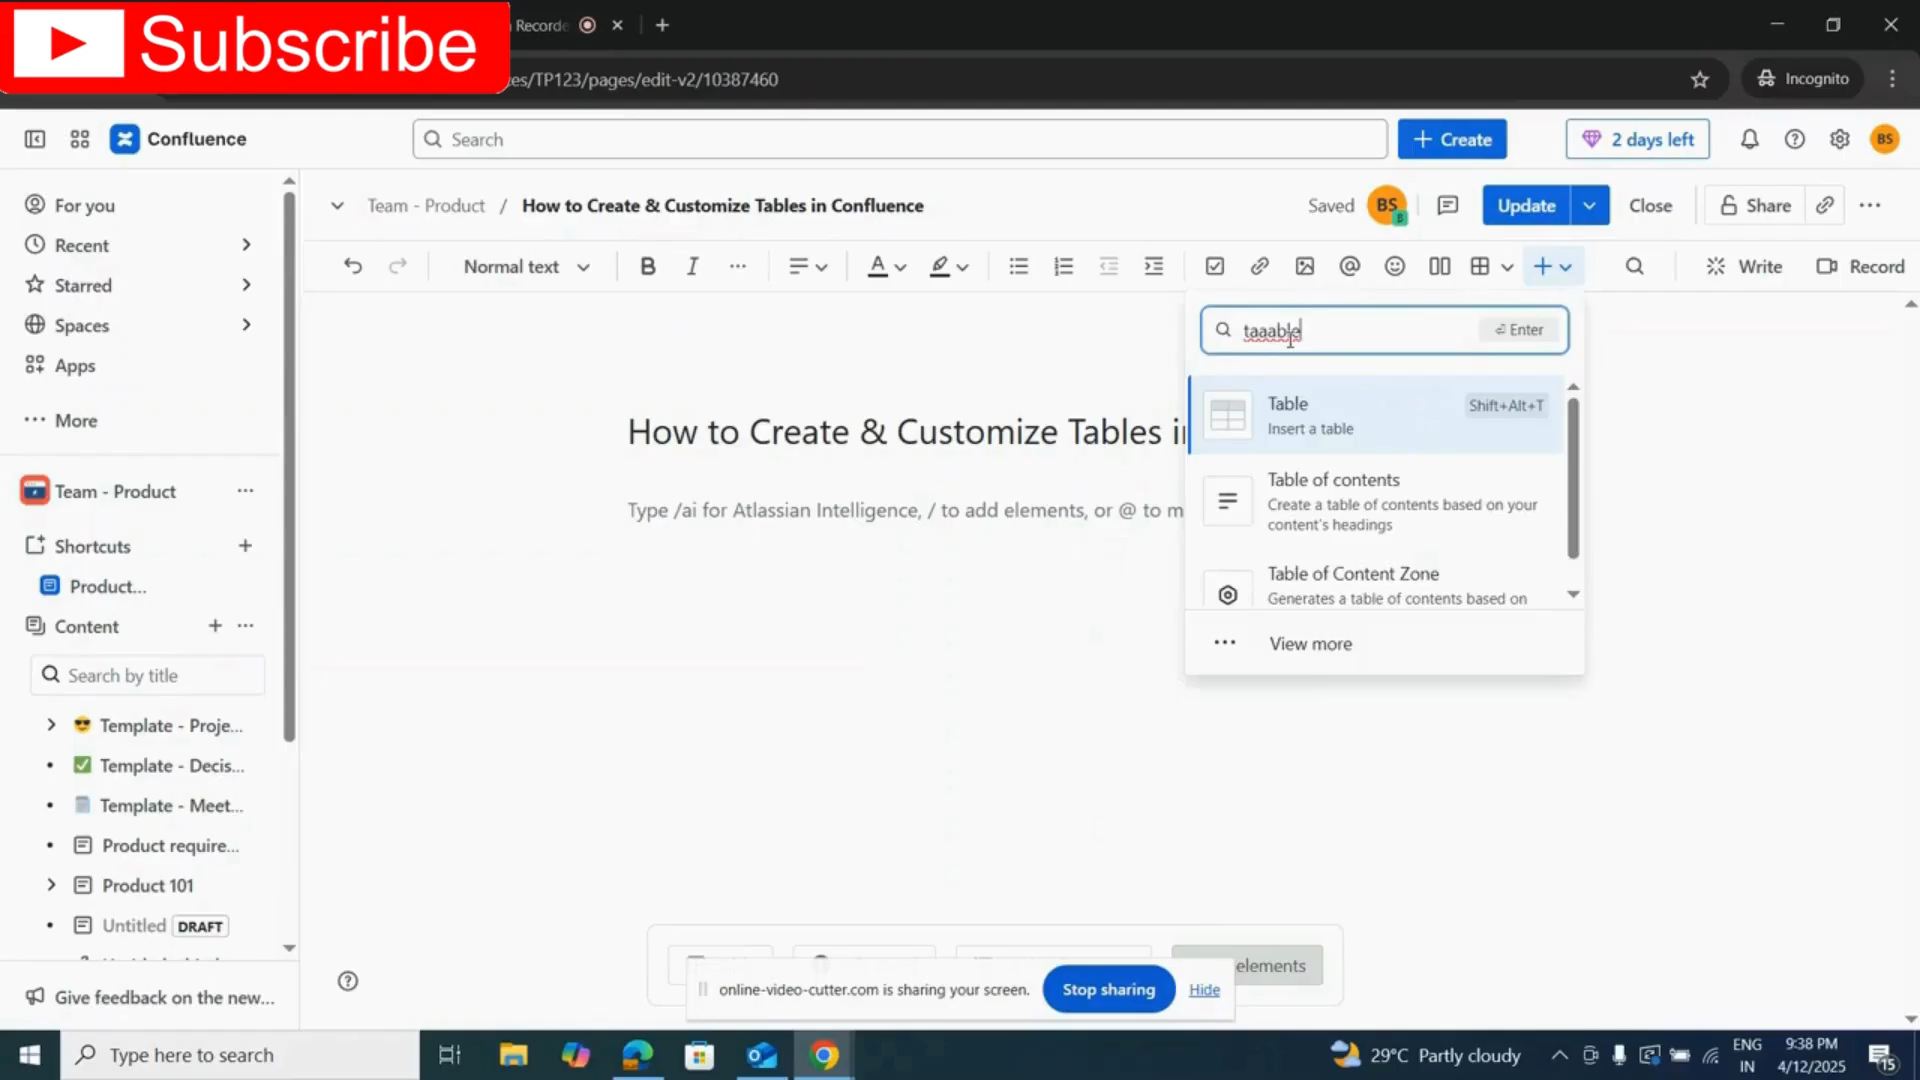 Subscribe
Recorde
es/TP123/pages/edit-v2/10387460
Incognito
Confluence
Search
Create
2 days left
BS
For you
Recent
Starred
Spaces
Apps
More
Team - Product
Shortcuts
Product...
Content
Search by title
Template - Proje...
Template - Decis...
Template - Meet...
Product require...
Product 101
Untitled DRAFT
Give feedback on the new...
Team - Product / How to Create & Customize Tables in Confluence
Saved
BS
Update
Close
Share
Normal text
B I
A
Write
Record
taaable
Enter
Table
Shift+Alt+T
Insert a table
Table of contents
Create a table of contents based on your
content's headings
Table of Content Zone
Generates a table of contents based on
View more
How to Create & Customize Tables i
Type /ai for Atlassian Intelligence, / to add elements, or @ to m
elements
online-video-cutter.com is sharing your screen.
Stop sharing
Hide
Type here to search
29°C Partly cloudy
ENG
IN
9:38 PM
4/12/2025
15